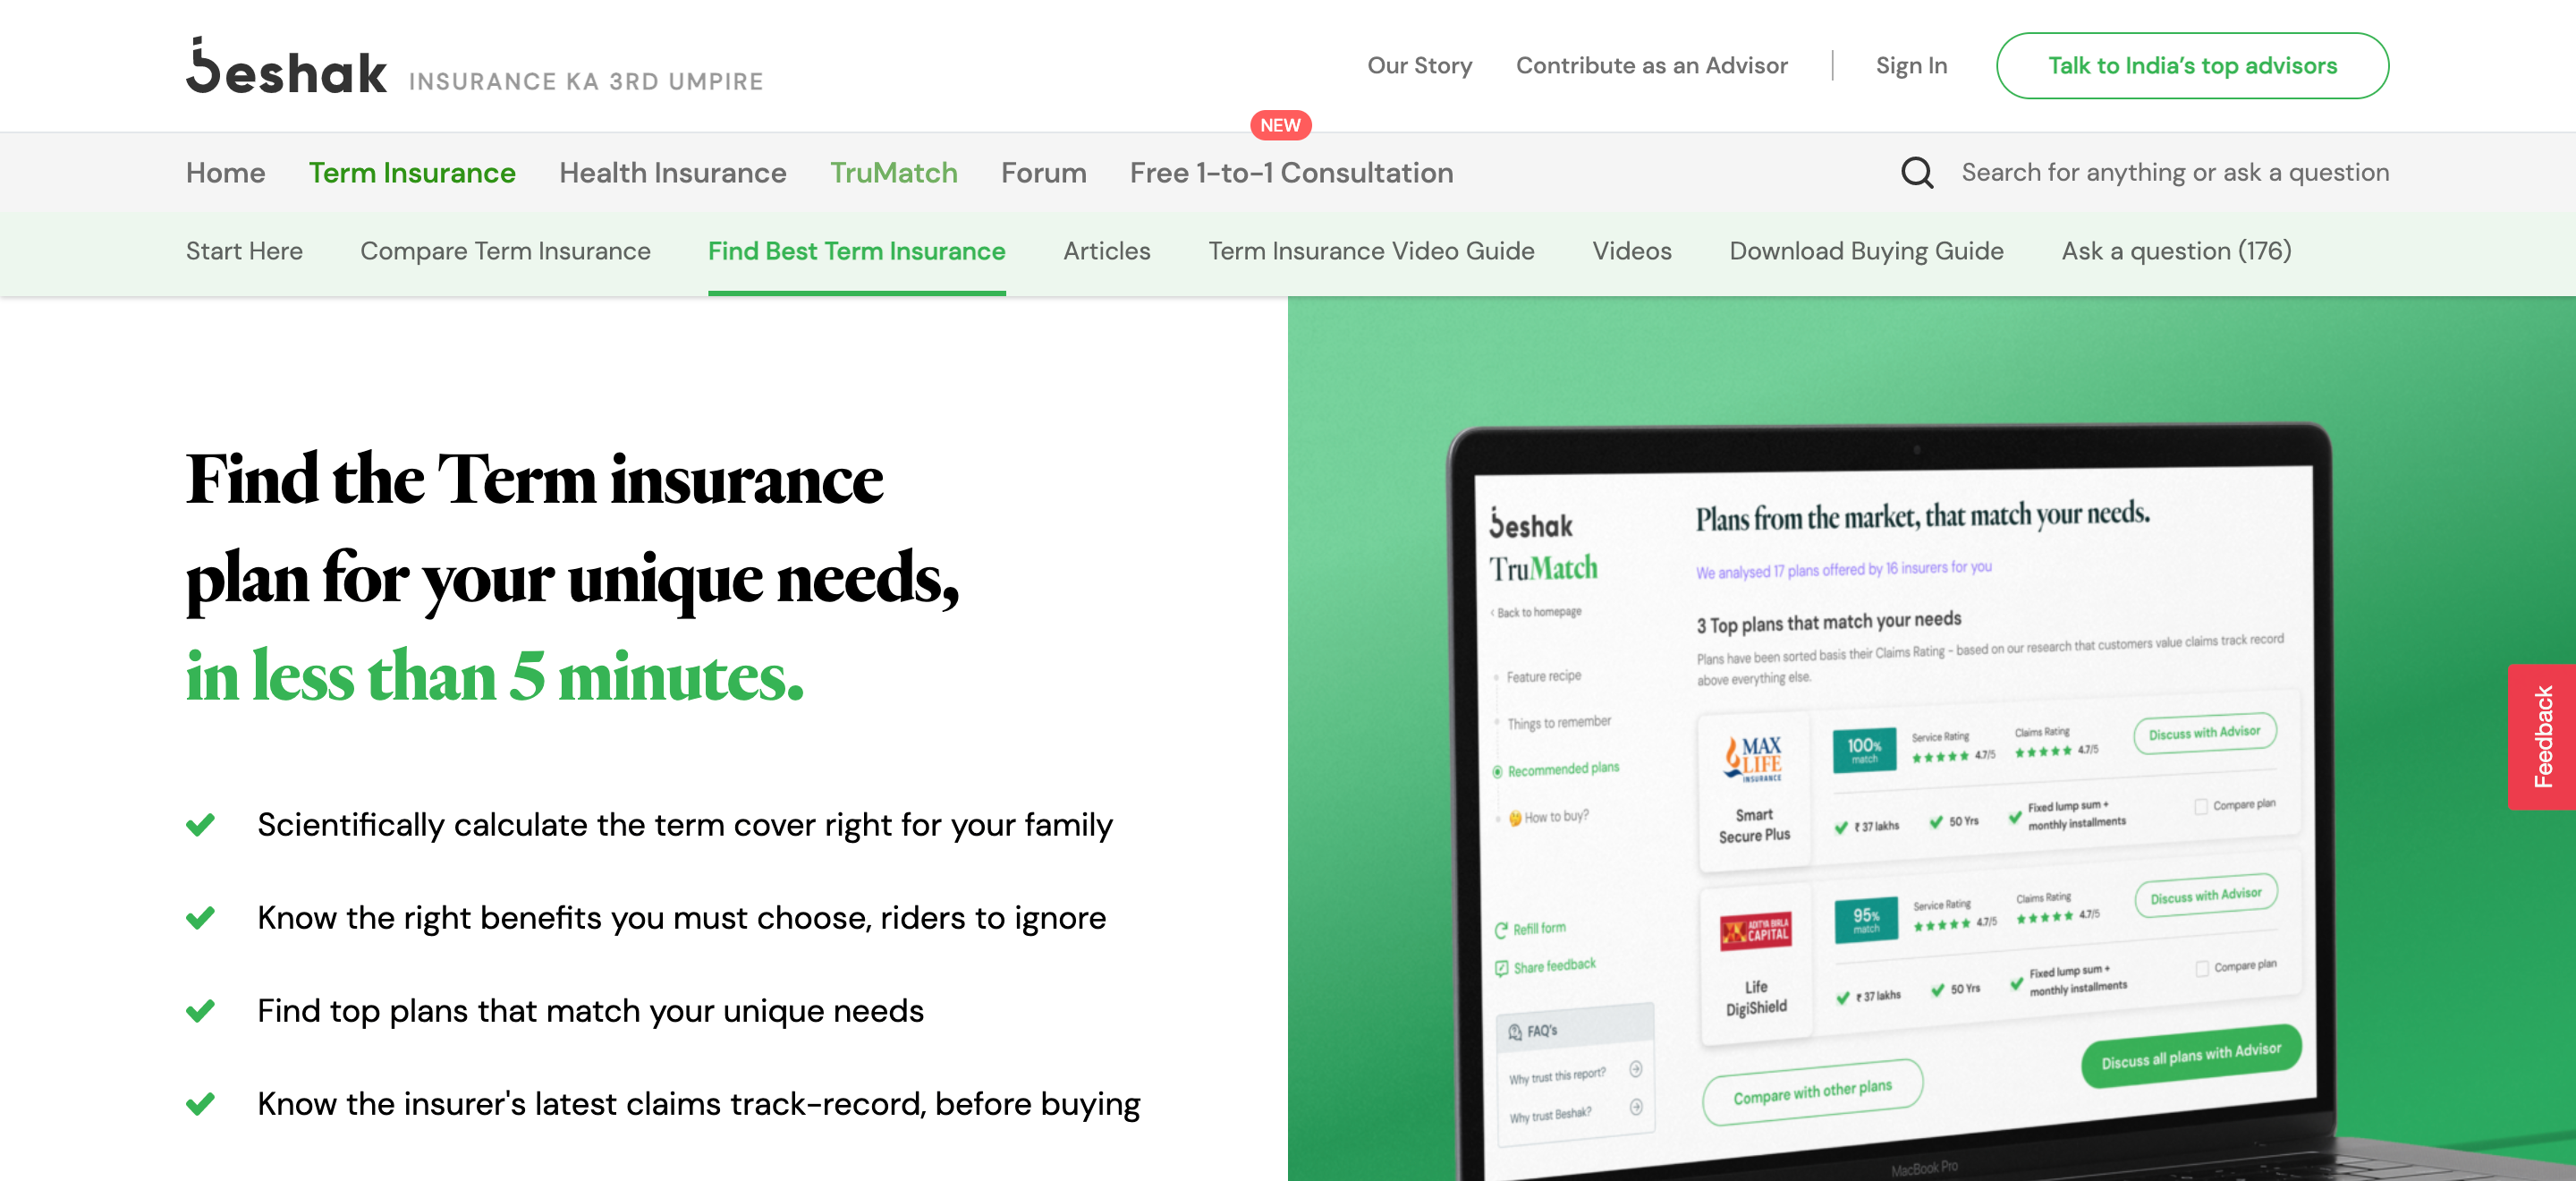 beshak INSURANCE KA 3RD UMPIRE
Our Story
Contribute as an Advisor
Sign In
Talk to India's top advisors
NEW
Home
Term Insurance
Health Insurance
TruMatch
Forum
Free 1-to-1 Consultation
Search for anything or ask a question
Start Here
Compare Term Insurance
Find Best Term Insurance
Articles
Term Insurance Video Guide
Videos
Download Buying Guide
Ask a question (176)
Find the Term insurance
plan for your unique needs,
in less than 5 minutes.
Scientifically calculate the term cover right for your family
Know the right benefits you must choose, riders to ignore
Find top plans that match your unique needs
Know the insurer's latest claims track-record, before buying
beshak
TruMatch
< Back to homepage
Feature recipe
Things to remember
Recommended plans
🤔 How to buy?
Refill form
Share feedback
FAQ's
Why trust this report?
Why trust Beshak?
Plans from the market, that match your needs.
We analysed 17 plans offered by 16 insurers for you
3 Top plans that match your needs
Plans have been sorted basis their Claims Rating - based on our research that customers value claims track record
above everything else.
MAX
LIFE
INSURANCE
Smart
Secure Plus
100%
match
Service Rating
4.7/5
Claims Rating
4.7/5
Discuss with Advisor
₹ 37 lakhs
50 Yrs
Fixed lump sum +
monthly installments
Compare plan
ADITYA BIRLA
CAPITAL
Life
DigiShield
95%
match
Service Rating
4.7/5
Claims Rating
4.7/5
Discuss with Advisor
₹ 37 lakhs
50 Yrs
Fixed lump sum +
monthly installments
Compare plan
Compare with other plans
Discuss all plans with Advisor
MacBook Pro
Feedback